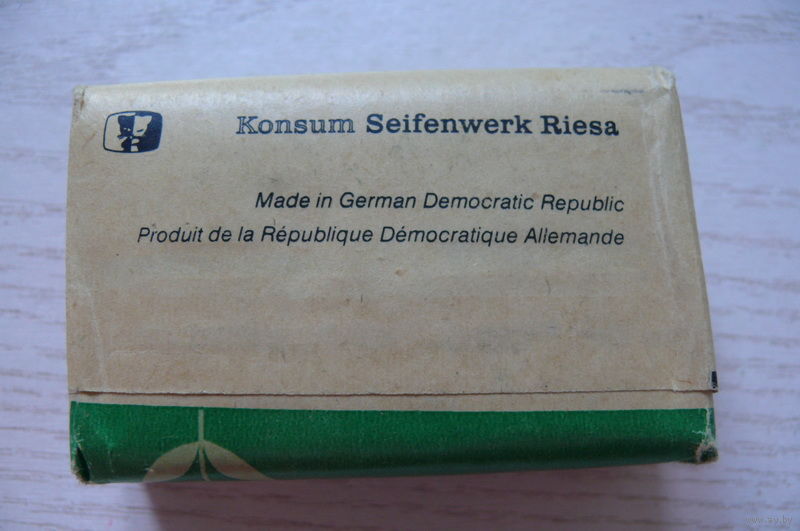 Konsum Seifenwerk Riesa
Made in German Democratic Republic
Produit de la République Démocratique Allemande